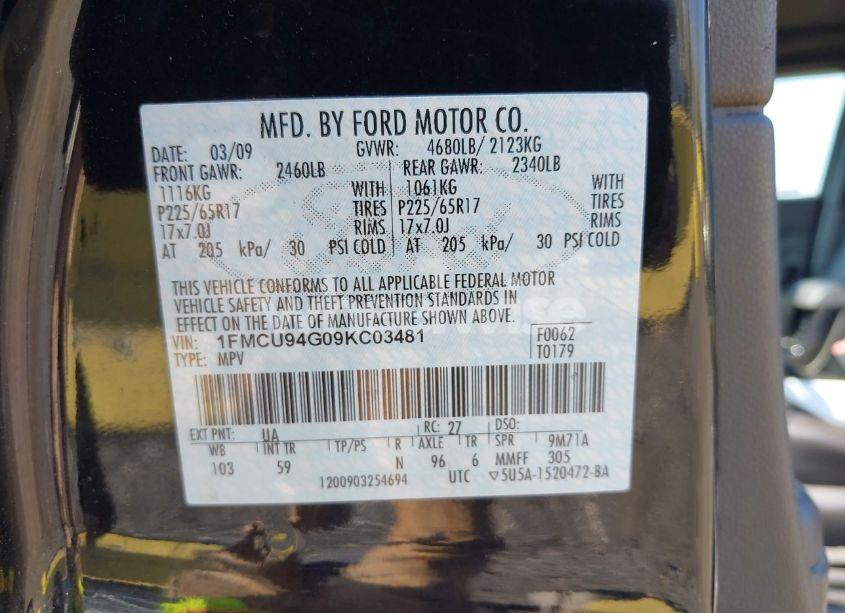 MFD. BY FORD MOTOR CO.
DATE: 03/09 GVWR: 4680LB/ 2123KG
FRONT GAWR: 2460LB REAR GAWR: 2340LB
1116KG WITH 1061KG WITH
P225/65R17 TIRES P225/65R17 TIRES
17x7.0J RIMS 17x7.0J RIMS
AT 205 kPa/ 30 PSI COLD AT 205 kPa/ 30 PSI COLD
THIS VEHICLE CONFORMS TO ALL APPLICABLE FEDERAL MOTOR
VEHICLE SAFETY AND THEFT PREVENTION STANDARDS IN
EFFECT ON THE DATE OF MANUFACTURE SHOWN ABOVE.
VIN: 1FMCU94G09KC03481 F0062
TYPE: MPV T0179
EXT PNT: UA RC: 27 DSO:
WB INT TR TP/PS R AXLE TR SPR 9M71A
103 59 N 96 6 MMFF 305
1200903254694 UTC ▽5U5A-1520472-BA